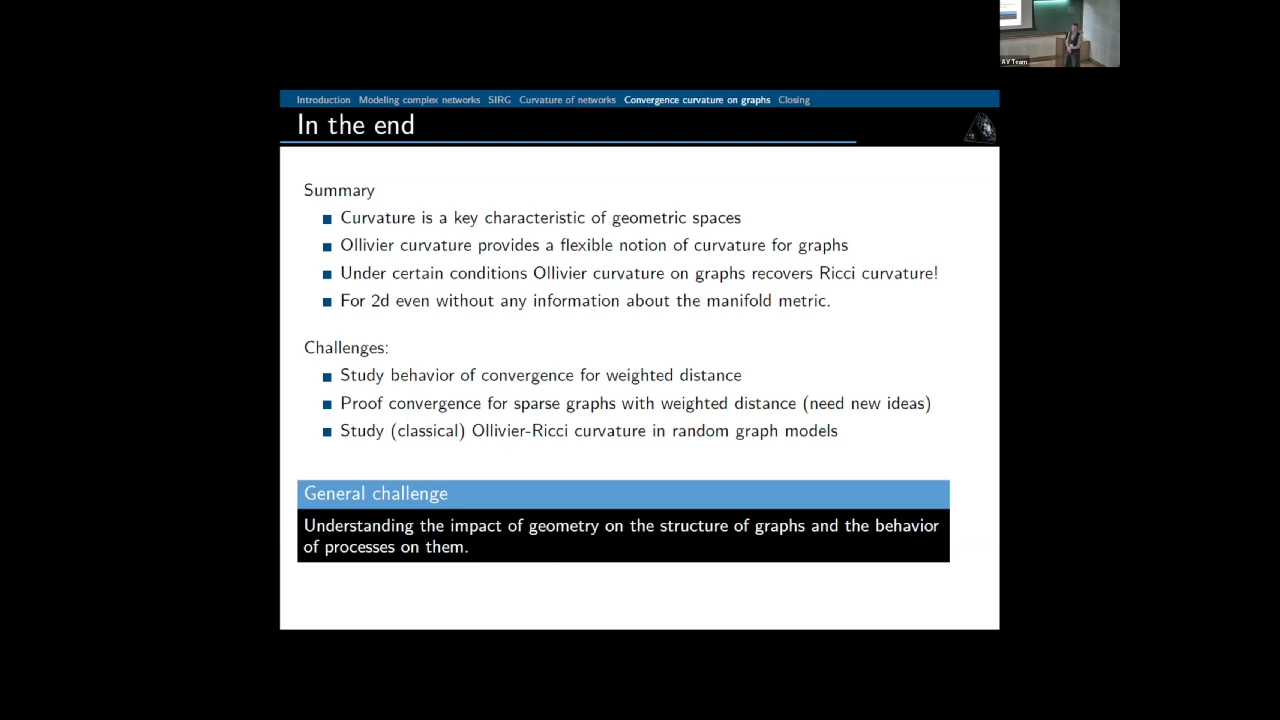 AV Team
Introduction Modeling complex networks SIRG Curvature of networks Convergence curvature on graphs Closing
In the end
Summary
Curvature is a key characteristic of geometric spaces
Ollivier curvature provides a flexible notion of curvature for graphs
Under certain conditions Ollivier curvature on graphs recovers Ricci curvature!
For 2d even without any information about the manifold metric.
Challenges:
Study behavior of convergence for weighted distance
Proof convergence for sparse graphs with weighted distance (need new ideas)
Study (classical) Ollivier-Ricci curvature in random graph models
General challenge
Understanding the impact of geometry on the structure of graphs and the behavior
of processes on them.